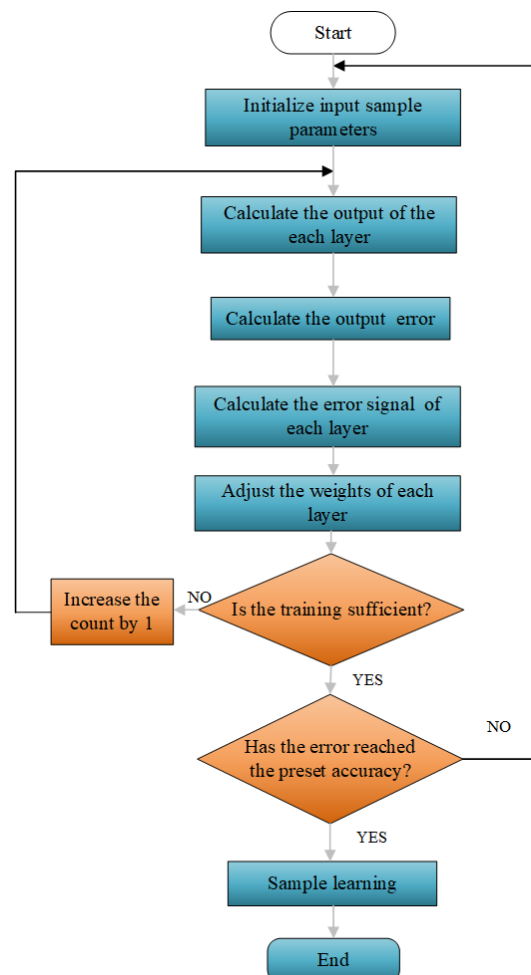 Start
Initialize input sample
parameters
Calculate the output of the
each layer
Calculate the output error
Calculate the error signal of
each layer
Adjust the weights of each
layer
Is the training sufficient?
NO
Increase the
count by 1
YES
Has the error reached
the preset accuracy?
NO
YES
Sample learning
End